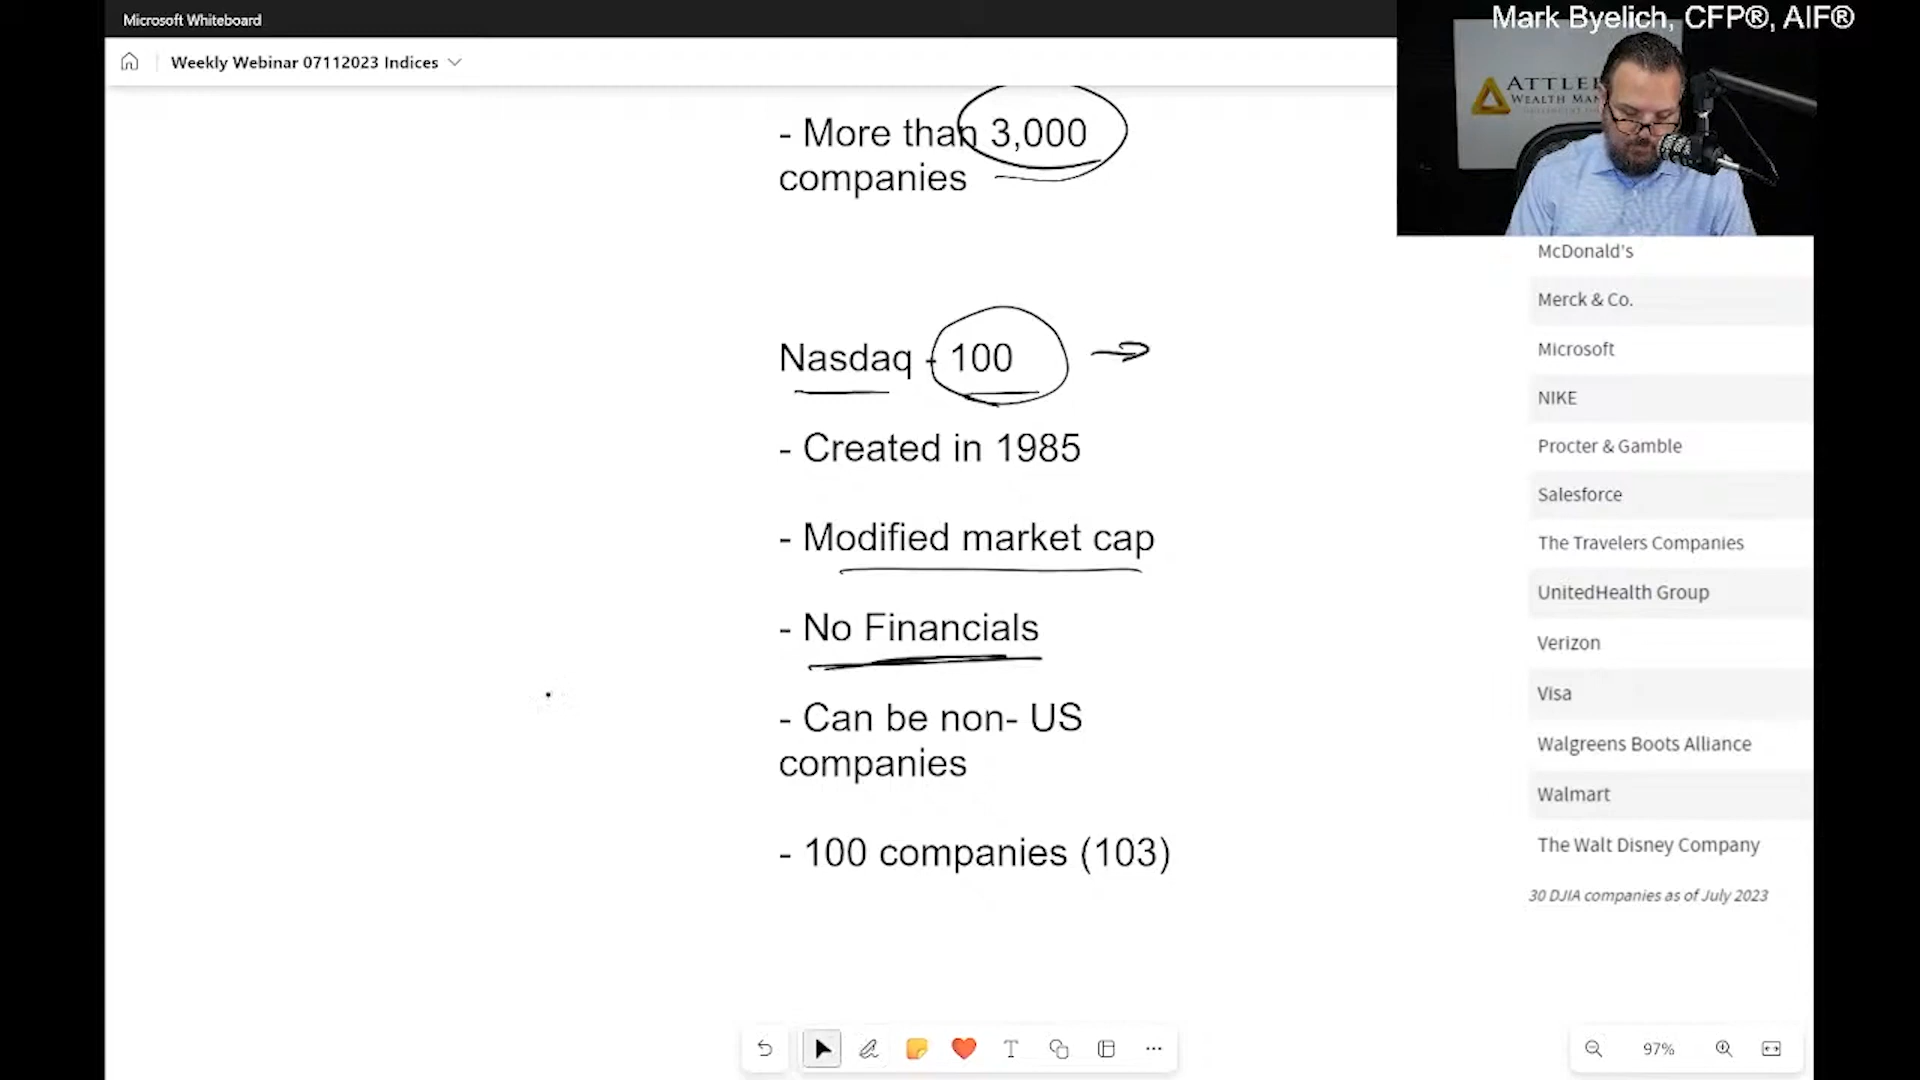 Microsoft Whiteboard
Mark Byelich, CFP®, AIF®
Weekly Webinar 07112023 Indices
- More than 3,000
companies
Nasdaq - 100
- Created in 1985
- Modified market cap
- No Financials
- Can be non- US
companies
- 100 companies (103)
McDonald's
Merck & Co.
Microsoft
NIKE
Procter & Gamble
Salesforce
The Travelers Companies
UnitedHealth Group
Verizon
Visa
Walgreens Boots Alliance
Walmart
The Walt Disney Company
30 DJIA companies as of July 2023
97%